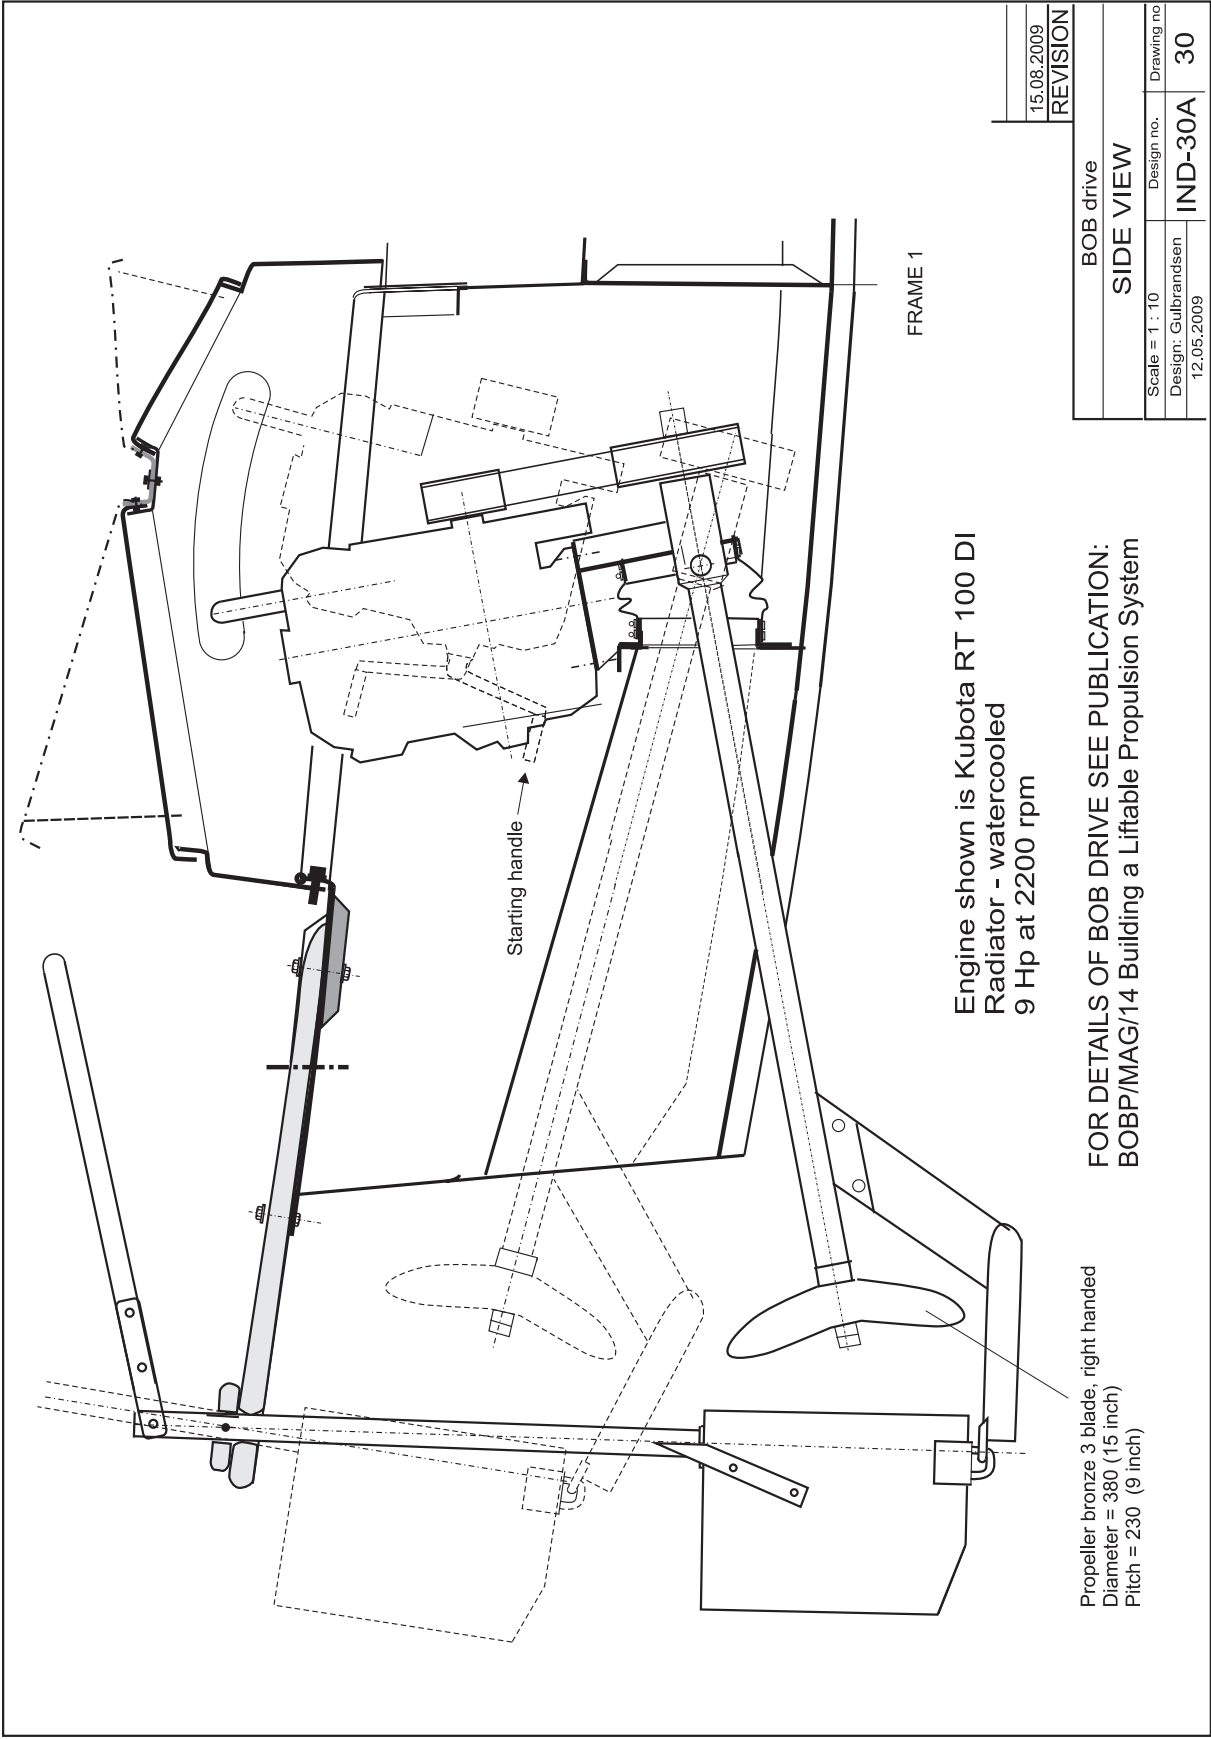 Starting handle
FRAME 1
Engine shown is Kubota RT 100 DI
Radiator - watercooled
9 Hp at 2200 rpm
FOR DETAILS OF BOB DRIVE SEE PUBLICATION:
BOBP/MAG/14 Building a Liftable Propulsion System
Propeller bronze 3 blade, right handed
Diameter = 380 (15 inch)
Pitch = 230 (9 inch)
15.08.2009
REVISION
BOB drive
SIDE VIEW
Scale = 1 : 10
Design no.
Drawing no
Design: Gulbrandsen
12.05.2009
IND-30A
30